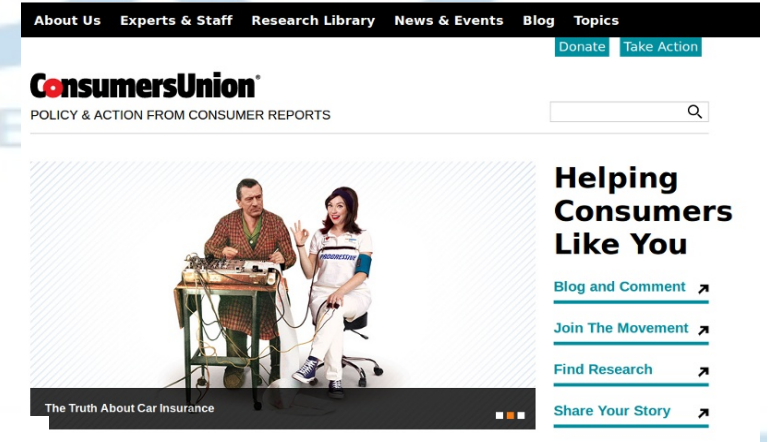 About Us Experts & Staff Research Library News & Events Blog Topics
Donate Take Action
ConsumersUnion®
POLICY & ACTION FROM CONSUMER REPORTS
PROGRESSIVE
The Truth About Car Insurance
Helping
Consumers
Like You
Blog and Comment
Join The Movement
Find Research
Share Your Story